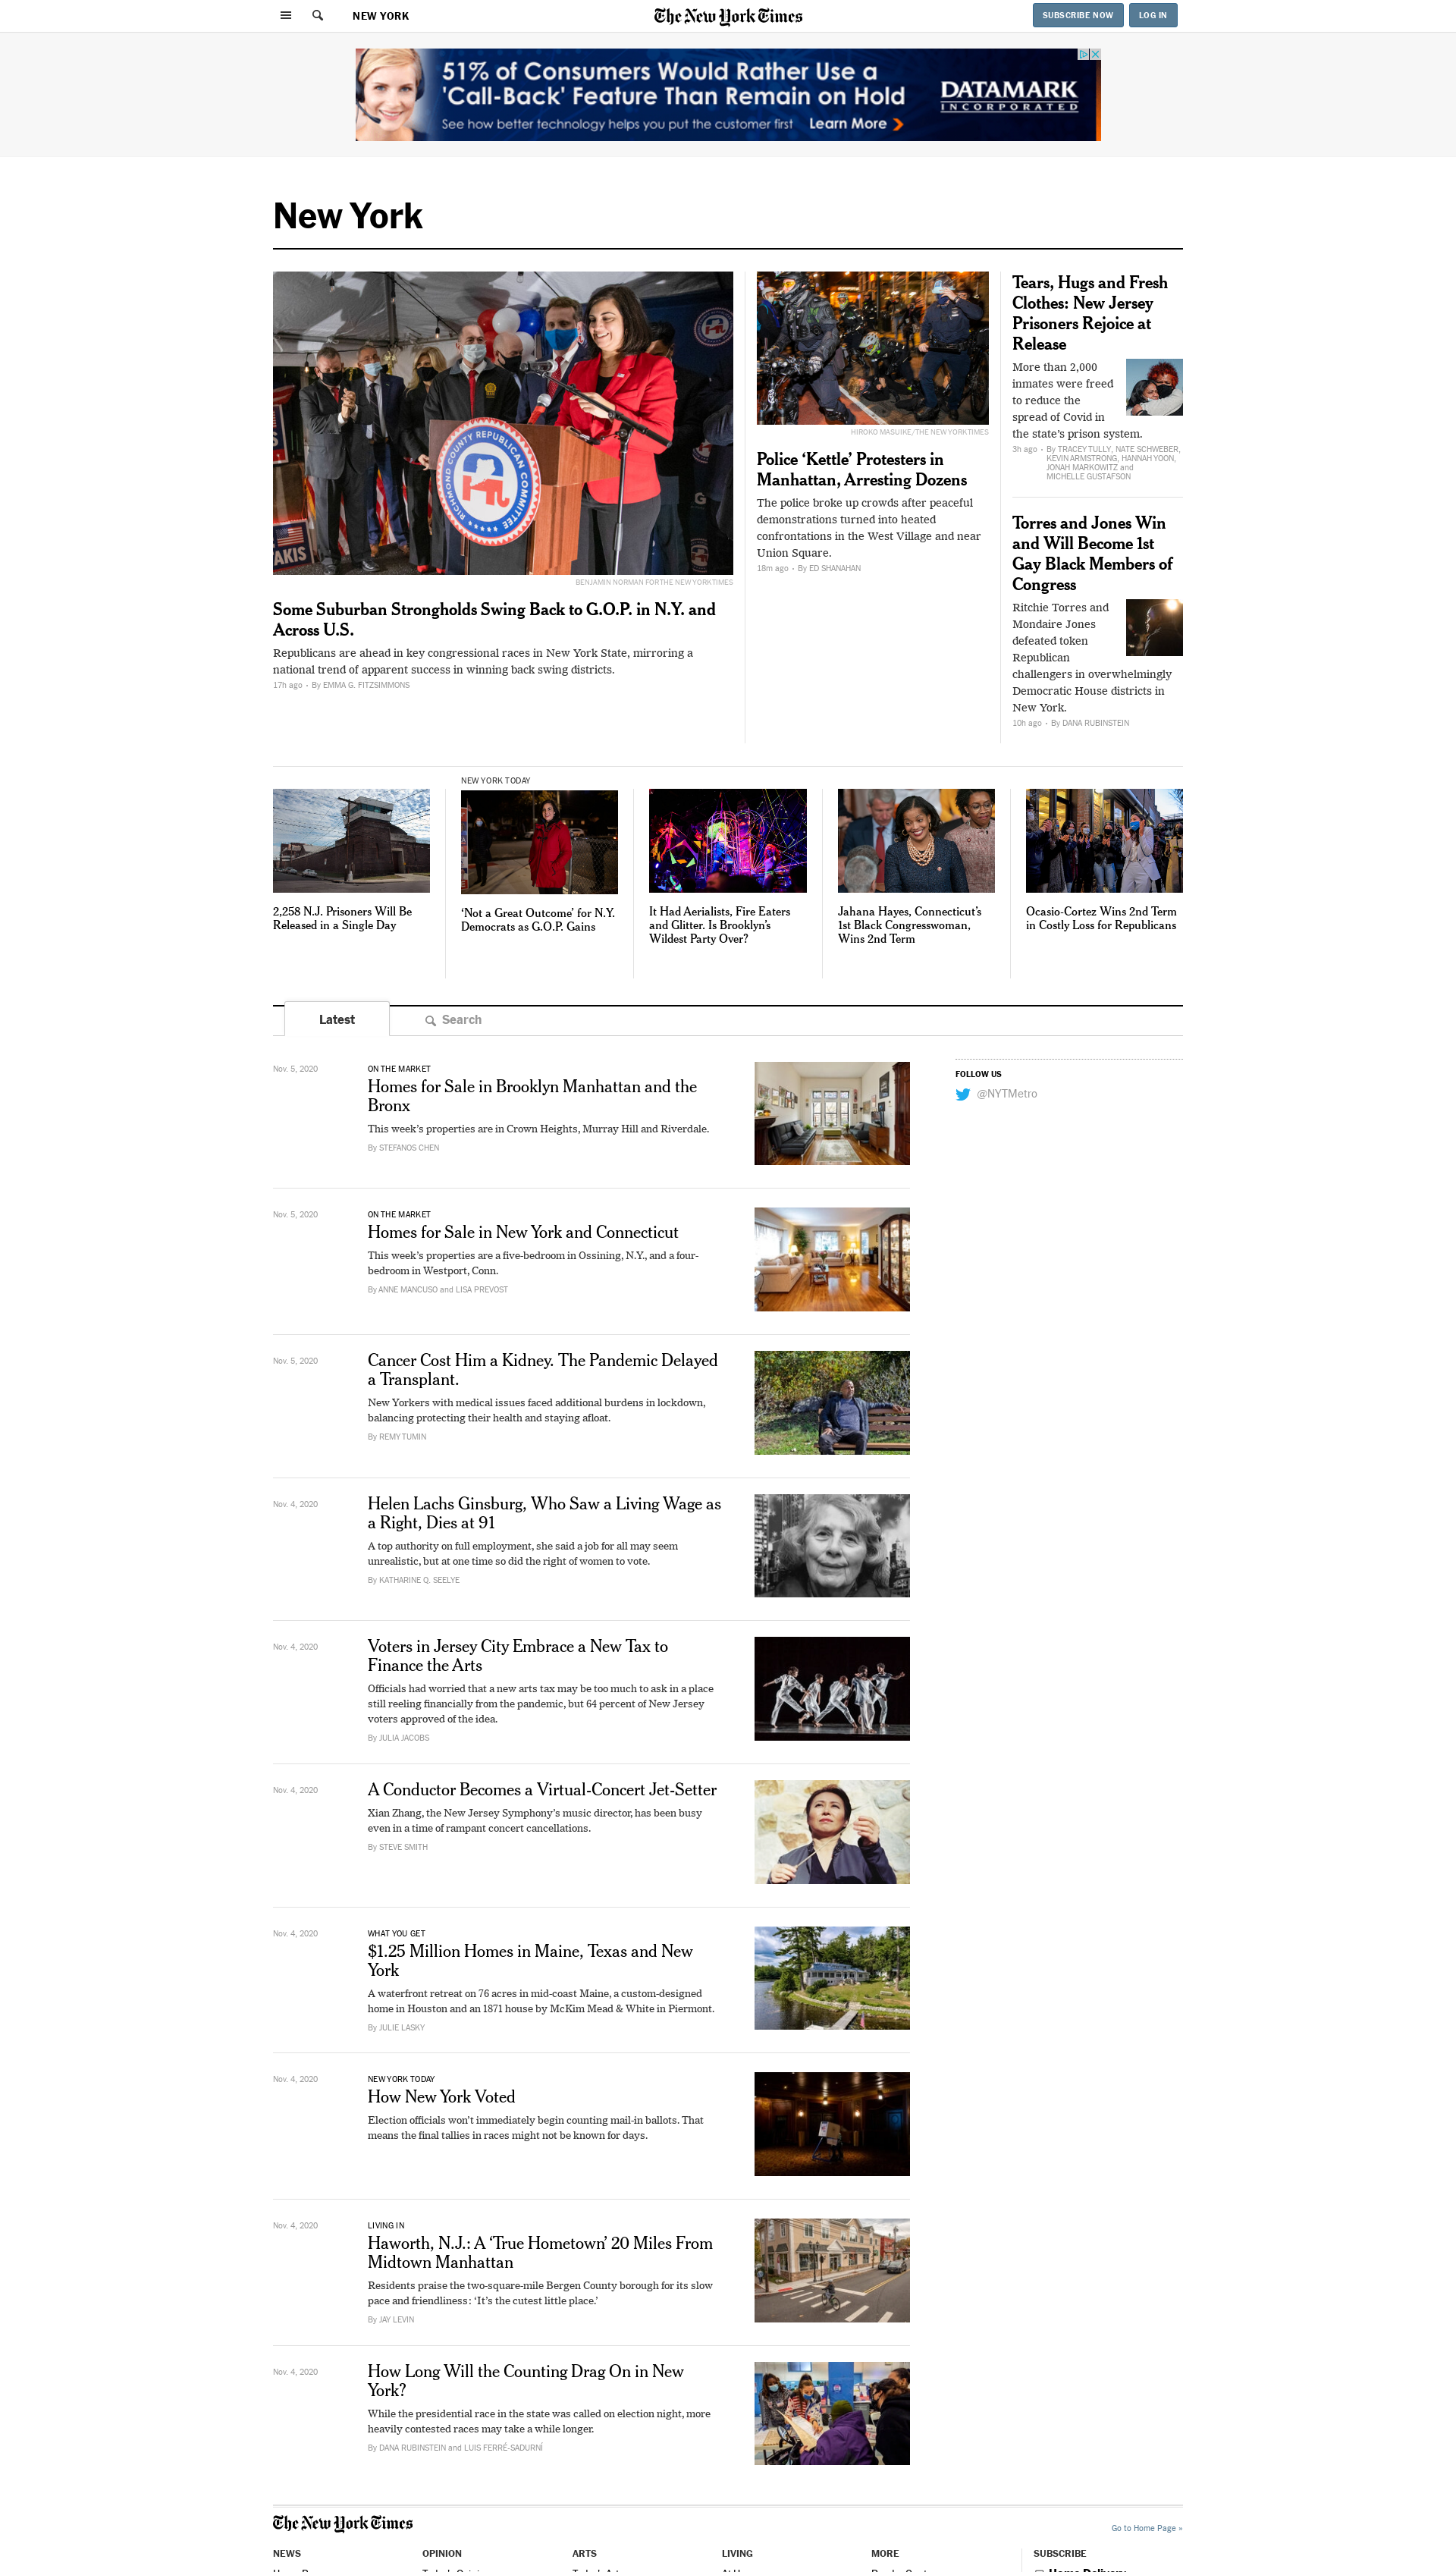 NEW YORK
The New York Times
SUBSCRIBE NOW
LOG IN
51% of Consumers Would Rather Use a
'Call-Back' Feature Than Remain on Hold
See how better technology helps you put the customer first Learn More
DATAMARK
INCORPORATED
New York
RICHMOND COUNTY REPUBLICAN COMMITTEE
BENJAMIN NORMAN FOR THE NEW YORK TIMES
Some Suburban Strongholds Swing Back to G.O.P. in N.Y. and
Across U.S.
Republicans are ahead in key congressional races in New York State, mirroring a
national trend of apparent success in winning back swing districts.
17h ago • By EMMA G. FITZSIMMONS
HIROKO MASUIKE/THE NEW YORK TIMES
Police ‘Kettle’ Protesters in
Manhattan, Arresting Dozens
The police broke up crowds after peaceful
demonstrations turned into heated
confrontations in the West Village and near
Union Square.
18m ago • By ED SHANAHAN
Tears, Hugs and Fresh
Clothes: New Jersey
Prisoners Rejoice at
Release
More than 2,000
inmates were freed
to reduce the
spread of Covid in
the state’s prison system.
3h ago • By TRACEY TULLY, NATE SCHWEBER,
KEVIN ARMSTRONG, HANNAH YOON,
JONAH MARKOWITZ and
MICHELLE GUSTAFSON
Torres and Jones Win
and Will Become 1st
Gay Black Members of
Congress
Ritchie Torres and
Mondaire Jones
defeated token
Republican
challengers in overwhelmingly
Democratic House districts in
New York.
10h ago • By DANA RUBINSTEIN
2,258 N.J. Prisoners Will Be
Released in a Single Day
NEW YORK TODAY
‘Not a Great Outcome’ for N.Y.
Democrats as G.O.P. Gains
It Had Aerialists, Fire Eaters
and Glitter. Is Brooklyn’s
Wildest Party Over?
Jahana Hayes, Connecticut’s
1st Black Congresswoman,
Wins 2nd Term
Ocasio-Cortez Wins 2nd Term
in Costly Loss for Republicans
Latest
Search
Nov. 5, 2020
ON THE MARKET
Homes for Sale in Brooklyn Manhattan and the
Bronx
This week’s properties are in Crown Heights, Murray Hill and Riverdale.
By STEFANOS CHEN
FOLLOW US
@NYTMetro
Nov. 5, 2020
ON THE MARKET
Homes for Sale in New York and Connecticut
This week’s properties are a five-bedroom in Ossining, N.Y., and a four-
bedroom in Westport, Conn.
By ANNE MANCUSO and LISA PREVOST
Nov. 5, 2020
Cancer Cost Him a Kidney. The Pandemic Delayed
a Transplant.
New Yorkers with medical issues faced additional burdens in lockdown,
balancing protecting their health and staying afloat.
By REMY TUMIN
Nov. 4, 2020
Helen Lachs Ginsburg, Who Saw a Living Wage as
a Right, Dies at 91
A top authority on full employment, she said a job for all may seem
unrealistic, but at one time so did the right of women to vote.
By KATHARINE Q. SEELYE
Nov. 4, 2020
Voters in Jersey City Embrace a New Tax to
Finance the Arts
Officials had worried that a new arts tax may be too much to ask in a place
still reeling financially from the pandemic, but 64 percent of New Jersey
voters approved of the idea.
By JULIA JACOBS
Nov. 4, 2020
A Conductor Becomes a Virtual-Concert Jet-Setter
Xian Zhang, the New Jersey Symphony’s music director, has been busy
even in a time of rampant concert cancellations.
By STEVE SMITH
Nov. 4, 2020
WHAT YOU GET
$1.25 Million Homes in Maine, Texas and New
York
A waterfront retreat on 76 acres in mid-coast Maine, a custom-designed
home in Houston and an 1871 house by McKim Mead & White in Piermont.
By JULIE LASKY
Nov. 4, 2020
NEW YORK TODAY
How New York Voted
Election officials won’t immediately begin counting mail-in ballots. That
means the final tallies in races might not be known for days.
Nov. 4, 2020
LIVING IN
Haworth, N.J.: A ‘True Hometown’ 20 Miles From
Midtown Manhattan
Residents praise the two-square-mile Bergen County borough for its slow
pace and friendliness: ‘It’s the cutest little place.’
By JAY LEVIN
Nov. 4, 2020
How Long Will the Counting Drag On in New
York?
While the presidential race in the state was called on election night, more
heavily contested races may take a while longer.
By DANA RUBINSTEIN and LUIS FERRÉ-SADURNÍ
The New York Times
Go to Home Page »
NEWS
OPINION
ARTS
LIVING
MORE
SUBSCRIBE
Home Delivery